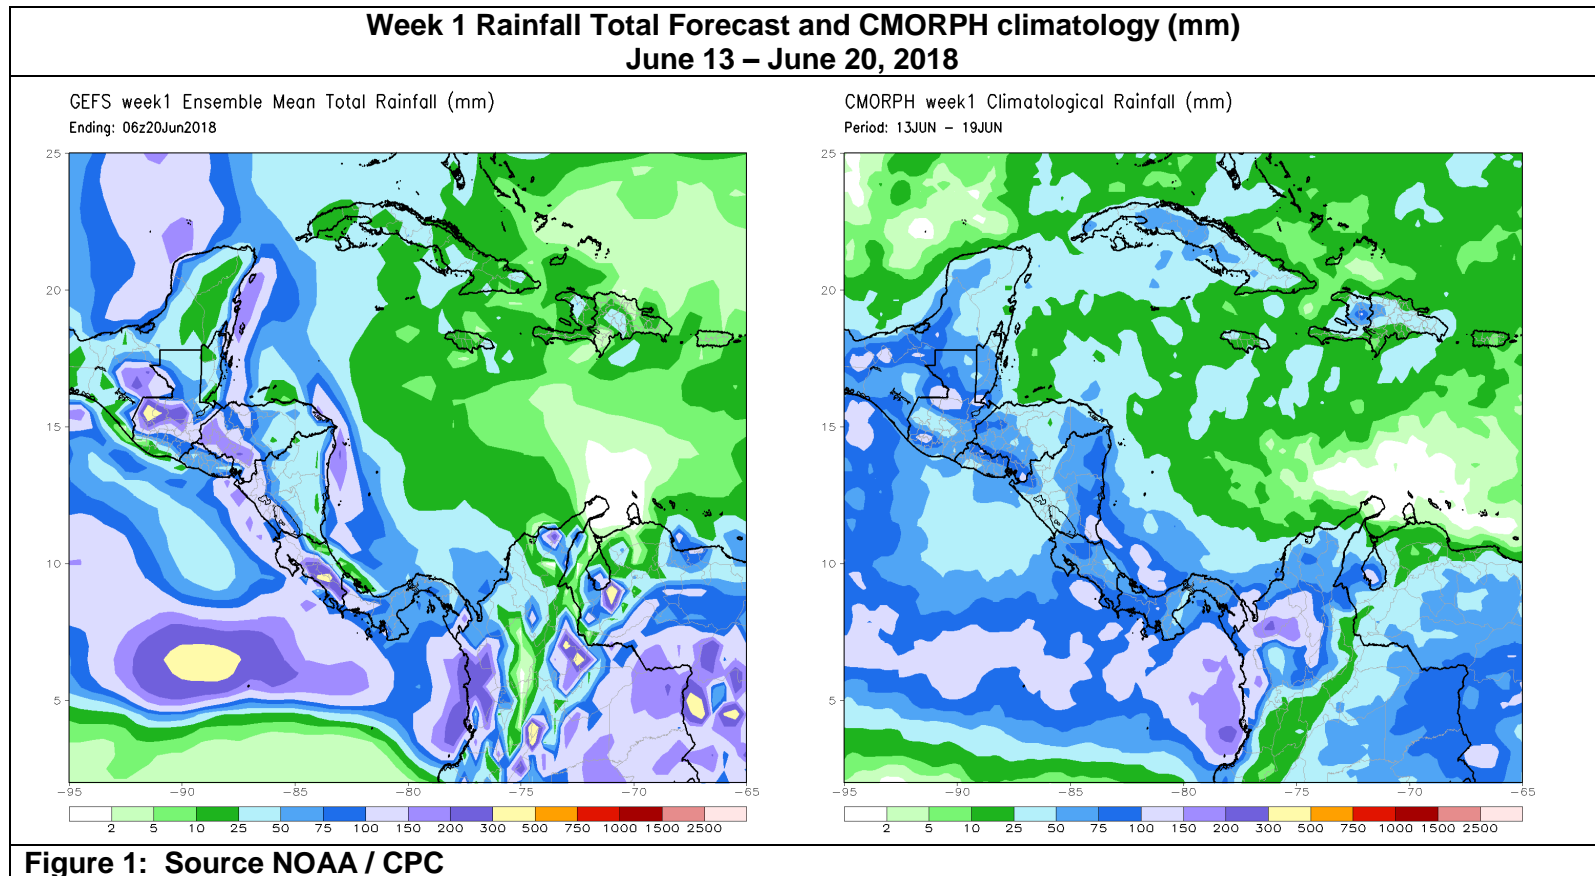 Week 1 Rainfall Total Forecast and CMORPH climatology (mm)
June 13 – June 20, 2018
GEFS week1 Ensemble Mean Total Rainfall (mm)
Ending: 06z20Jun2018
25
20
15
10
5
−95 −90 −85 −80 −75 −70 −65
2 5 10 25 50 75 100 150 200 300 500 750 1000 1500 2500
CMORPH week1 Climatological Rainfall (mm)
Period: 13JUN − 19JUN
25
20
15
10
5
−95 −90 −85 −80 −75 −70 −65
2 5 10 25 50 75 100 150 200 300 500 750 1000 1500 2500
Figure 1: Source NOAA / CPC